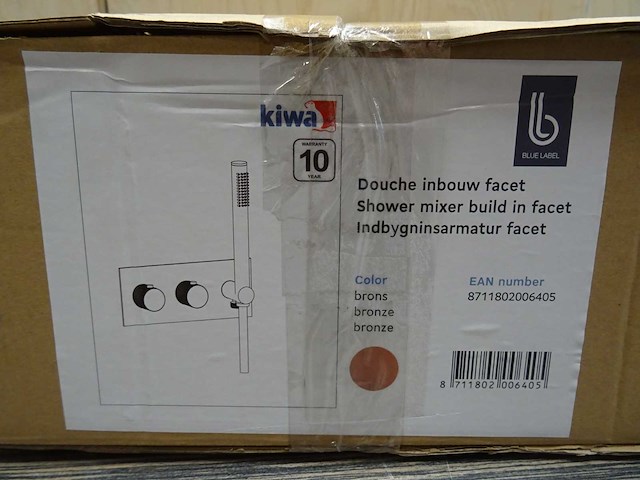 kiwa
WARRANTY
10
YEAR
b
BLUE LABEL
Douche inbouw facet
Shower mixer build in facet
Indbygninsarmatur facet
Color
brons
bronze
bronze
EAN number
8711802006405
8 711802 006405